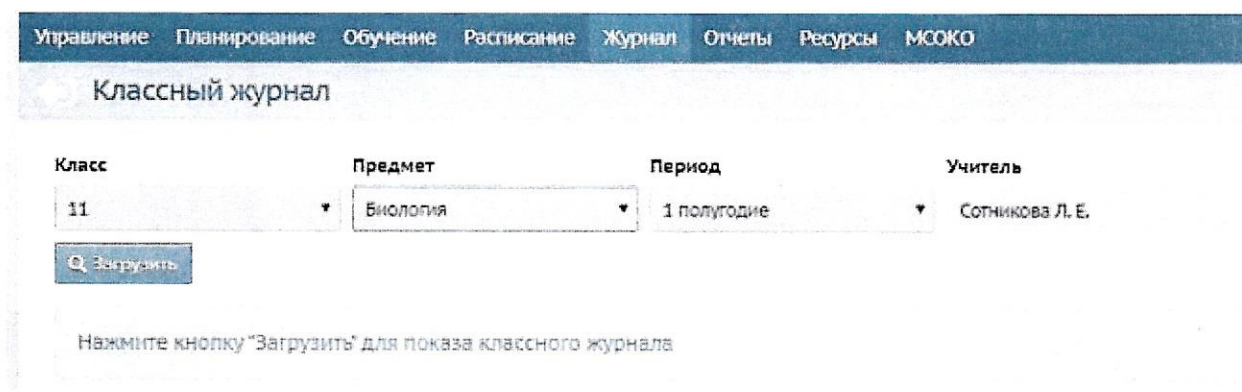 Управление Планирование Обучение Расписание Журнал Отчеты Ресурсы МСОКО
Классный журнал
Класс Предмет Период Учитель
11 Биология 1 полугодие Сотникова Л. Е.
Загрузить
Нажмите кнопку "Загрузить" для показа классного журнала